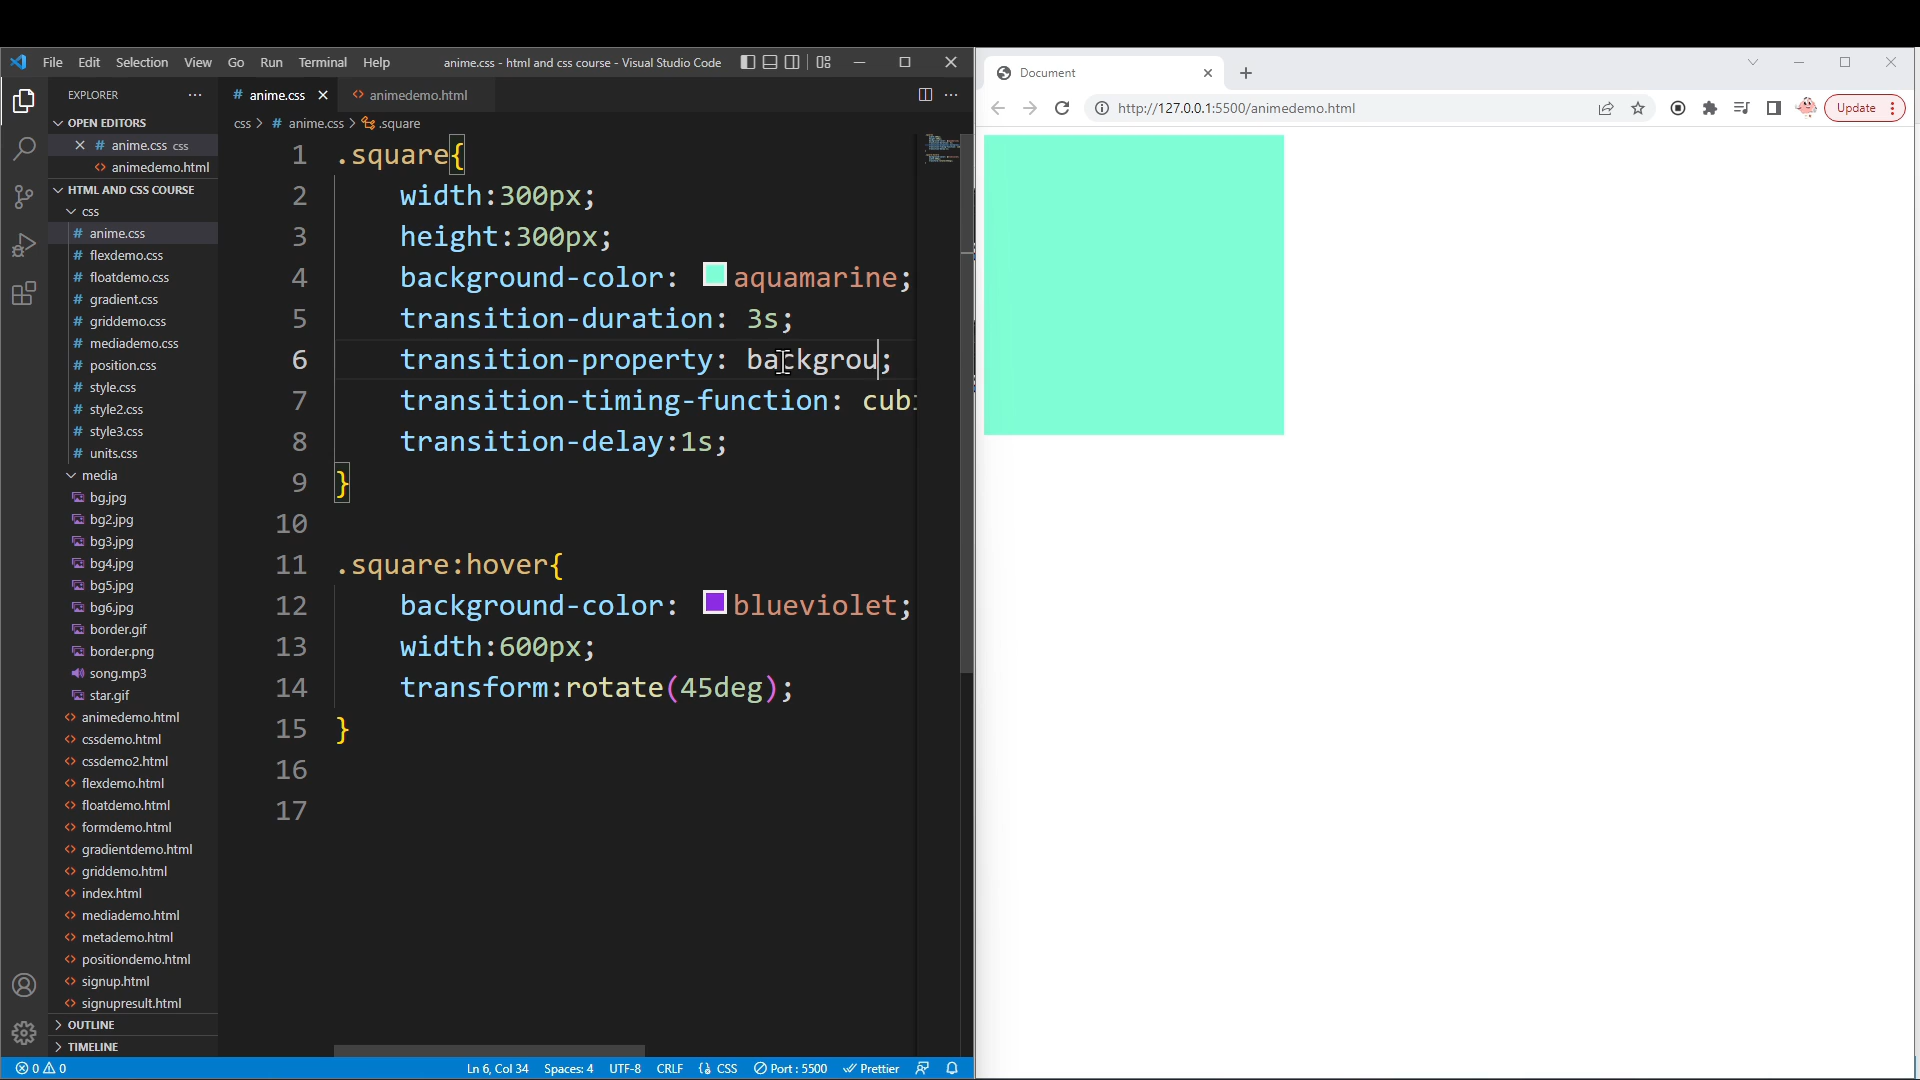 File Edit Selection View Go Run Terminal Help
anime.css - html and css course - Visual Studio Code
EXPLORER
OPEN EDITORS
# anime.css css
<> animedemo.html
HTML AND CSS COURSE
css
# anime.css
# flexdemo.css
# floatdemo.css
# gradient.css
# griddemo.css
# mediademo.css
# position.css
# style.css
# style2.css
# style3.css
# units.css
media
bg.jpg
bg2.jpg
bg3.jpg
bg4.jpg
bg5.jpg
bg6.jpg
border.gif
border.png
song.mp3
star.gif
<> animedemo.html
<> cssdemo.html
<> cssdemo2.html
<> flexdemo.html
<> floatdemo.html
<> formdemo.html
<> gradientdemo.html
<> griddemo.html
<> index.html
<> mediademo.html
<> metademo.html
<> positiondemo.html
<> signup.html
<> signupresult.html
OUTLINE
TIMELINE
# anime.css
<> animedemo.html
css > # anime.css > .square
1 .square{
2 width:300px;
3 height:300px;
4 background-color: aquamarine;
5 transition-duration: 3s;
6 transition-property: backgrou;
7 transition-timing-function: cubi
8 transition-delay:1s;
9 }
10
11 .square:hover{
12 background-color: blueviolet;
13 width:600px;
14 transform:rotate(45deg);
15 }
16
17
0 0
Ln 6, Col 34 Spaces: 4 UTF-8 CRLF {} CSS Port : 5500 Prettier
Document
http://127.0.0.1:5500/animedemo.html
Update